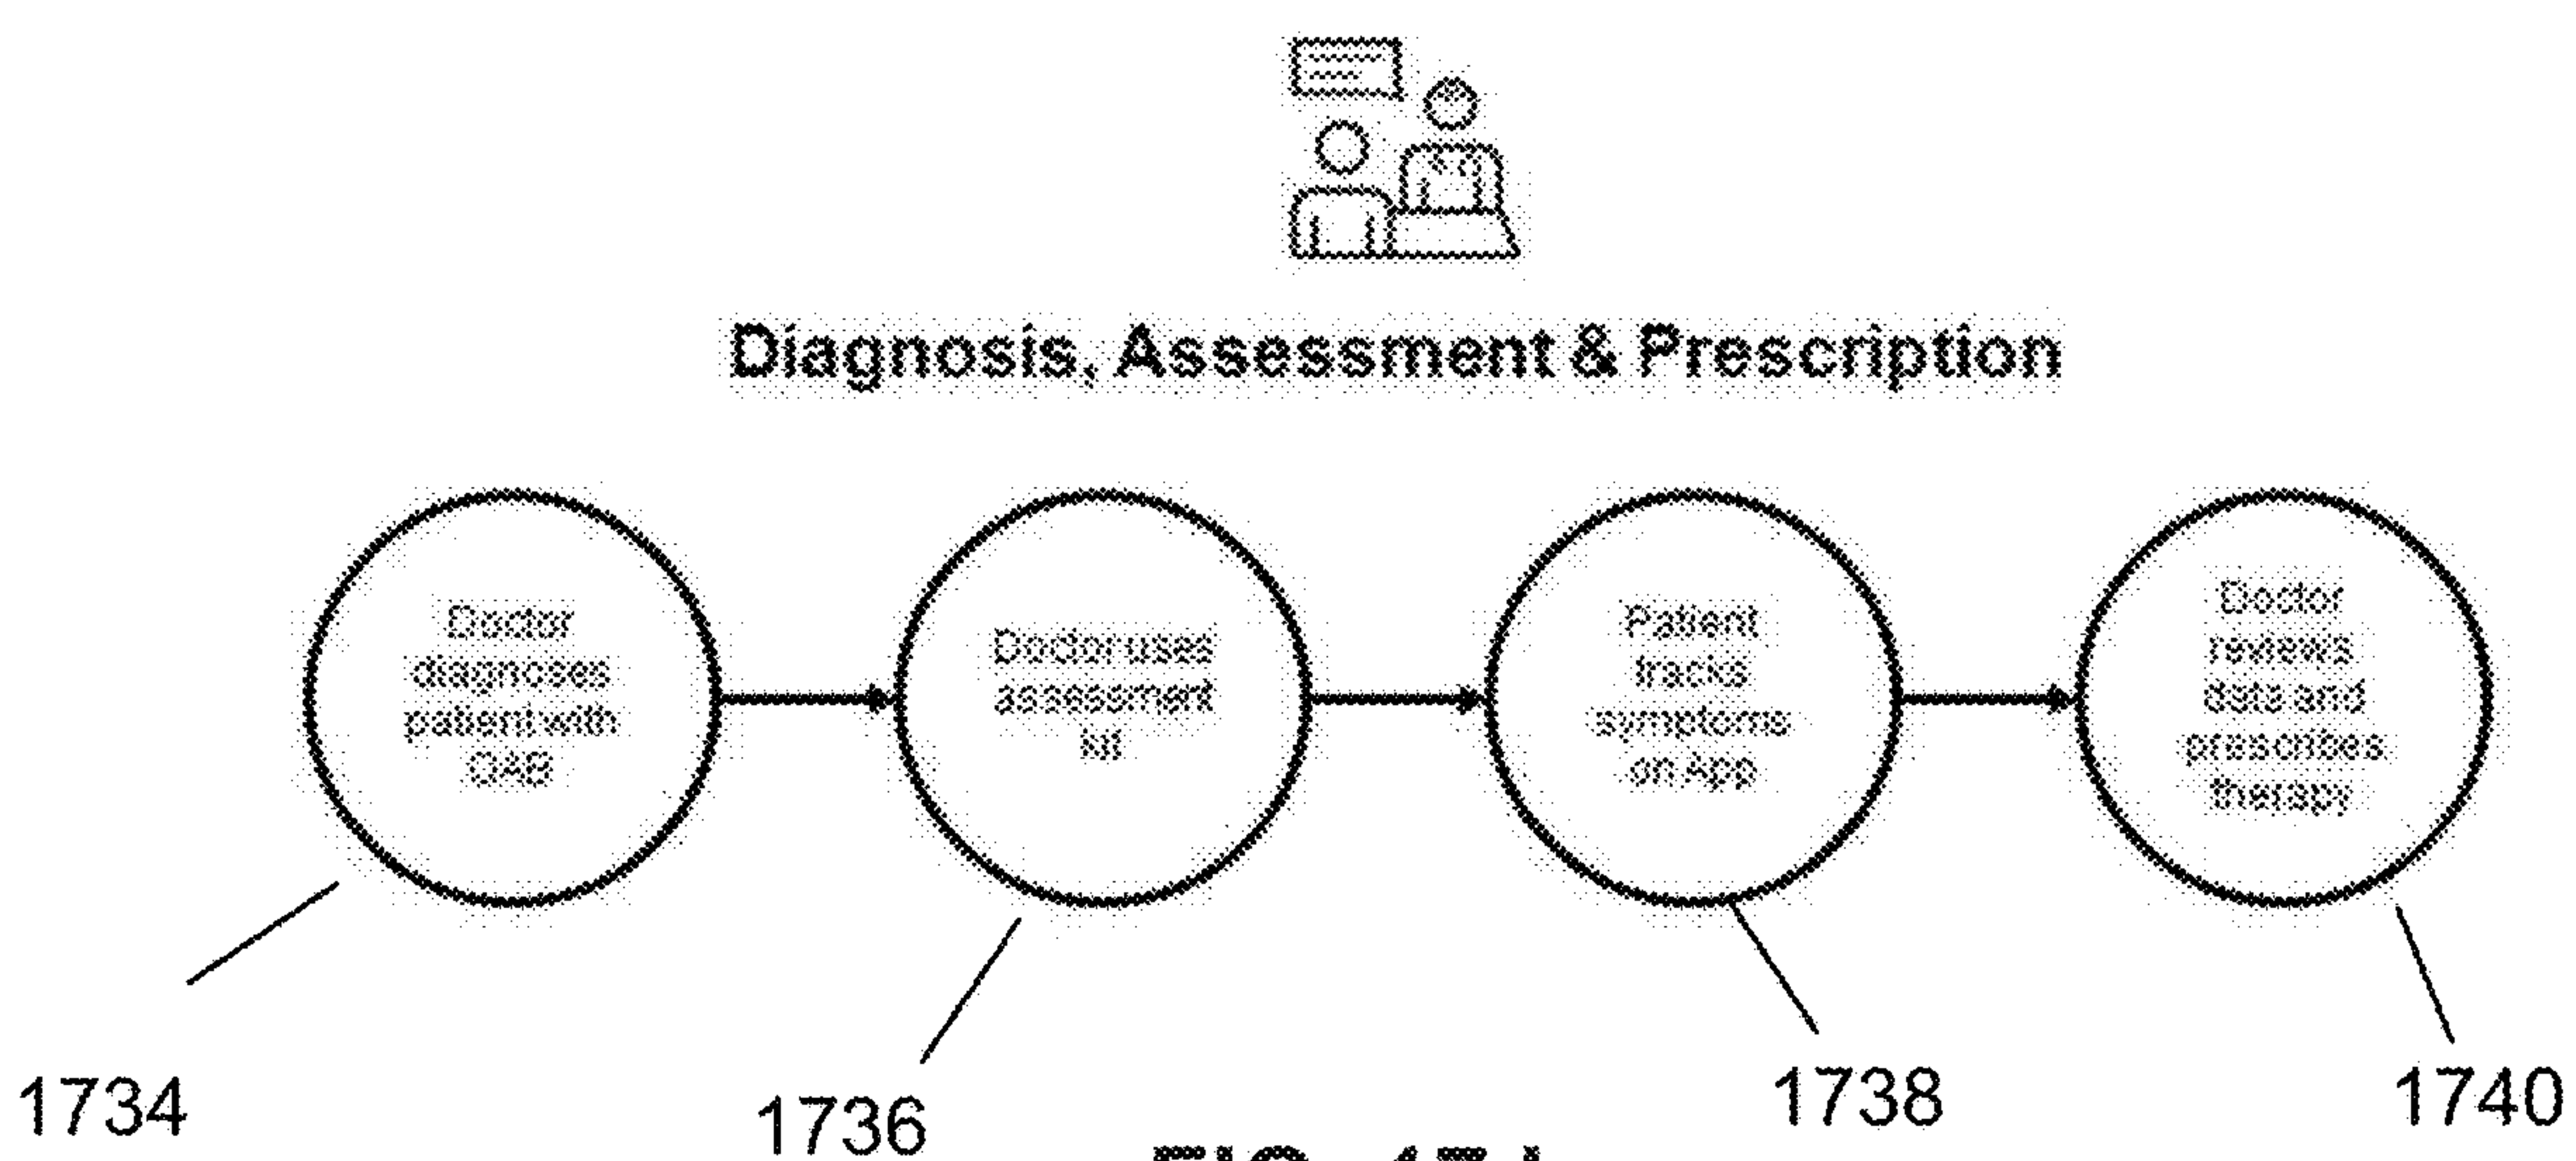 Diagnosis, Assessment & Prescription
Doctor
diagnoses
patient with
OAB
Doctor uses
assessment
kit
Patient
tracks
symptoms
on App
Doctor
reviews
data and
prescribes
therapy
1734
1736
1738
1740